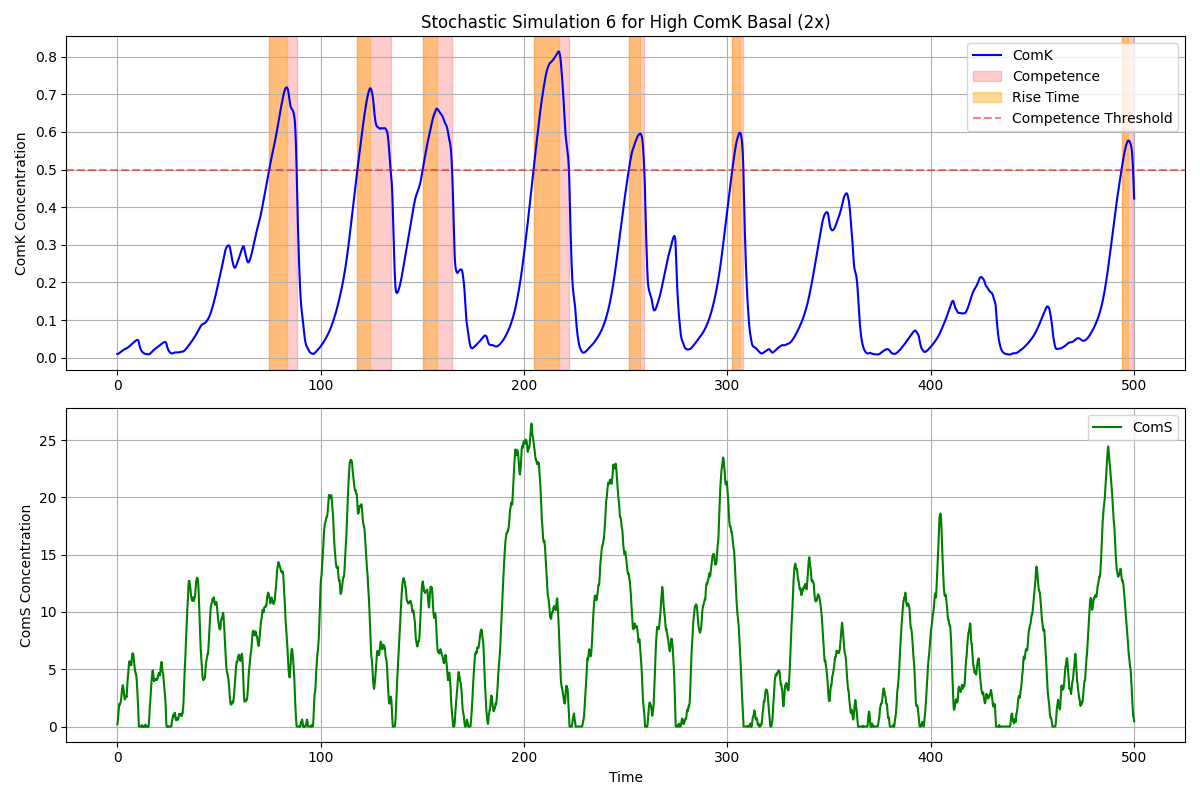 Stochastic Simulation 6 for High ComK Basal (2x)
ComK Concentration
0.8
0.7
0.6
0.5
0.4
0.3
0.2
0.1
0.0
ComK
Competence
Rise Time
Competence Threshold
0 100 200 300 400 500
ComS Concentration
25
20
15
10
5
0
ComS
0 100 200 300 400 500
Time